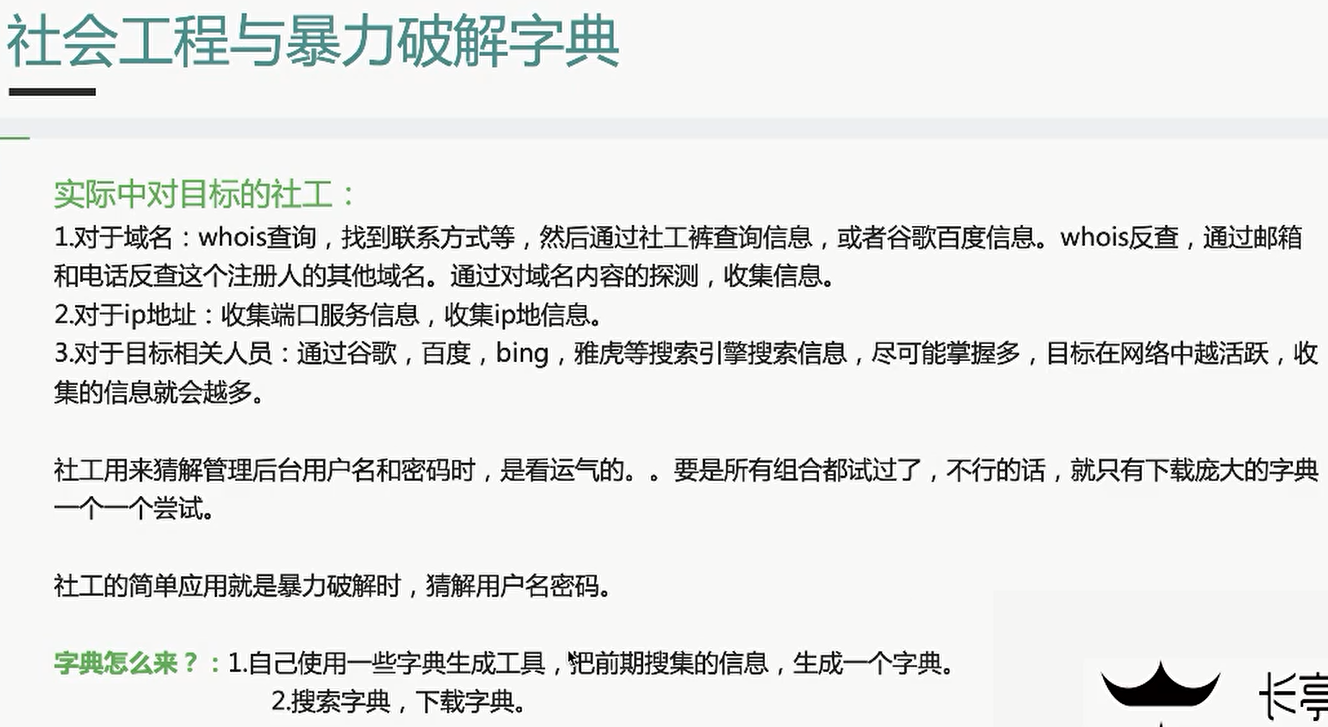 社会工程与暴力破解字典
实际中对目标的社工：
1.对于域名：whois查询，找到联系方式等，然后通过社工裤查询信息，或者谷歌百度信息。whois反查，通过邮箱
和电话反查这个注册人的其他域名。通过对域名内容的探测，收集信息。
2.对于ip地址：收集端口服务信息，收集ip地信息。
3.对于目标相关人员：通过谷歌，百度，bing，雅虎等搜索引擎搜索信息，尽可能掌握多，目标在网络中越活跃，收
集的信息就会越多。
社工用来猜解管理后台用户名和密码时，是看运气的。。要是所有组合都试过了，不行的话，就只有下载庞大的字典
一个一个尝试。
社工的简单应用就是暴力破解时，猜解用户名密码。
字典怎么来？：1.自己使用一些字典生成工具，把前期搜集的信息，生成一个字典。
2.搜索字典，下载字典。
长亭